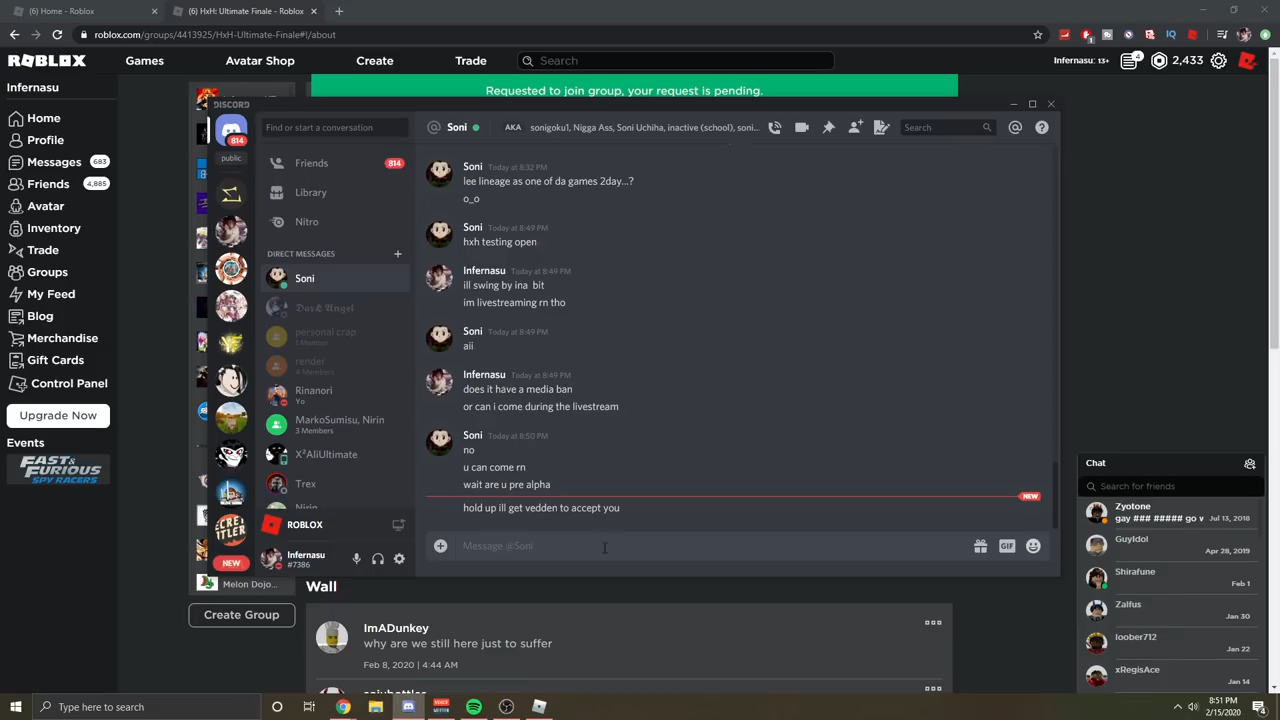 (6) Home - Roblox
(6) HxH: Ultimate Finale - Roblox
roblox.com/groups/4413925/HxH-Ultimate-Finale#!/about
ROBLOX
Games
Avatar Shop
Create
Trade
Search
Infernasu: 13+
4
2,433
Infernasu
Home
Profile
Messages 683
Friends 4,885
Avatar
Inventory
Trade
Groups
My Feed
Blog
Merchandise
Gift Cards
Control Panel
Upgrade Now
Events
FAST & FURIOUS
SPY RACERS
Requested to join group, your request is pending.
DISCORD
814
public
NEW
Find or start a conversation
Friends 814
Library
Nitro
DIRECT MESSAGES
Soni
𝔇𝔞𝔯𝔨 𝔄𝔫𝔤𝔢𝔩
personal crap
1 Member
render
4 Members
Rinanori
Yo
MarkoSumisu, Nirin
3 Members
X²AliUltimate
Trex
Nirin
ROBLOX
Infernasu
#7386
Soni AKA sonigoku1, Nigga Ass, Soni Uchiha, inactive (school), soni...
Search
Soni Today at 8:32 PM
lee lineage as one of da games 2day...?
o_o
Soni Today at 8:49 PM
hxh testing open
Infernasu Today at 8:49 PM
ill swing by ina bit
im livestreaming rn tho
Soni Today at 8:49 PM
aii
Infernasu Today at 8:49 PM
does it have a media ban
or can i come during the livestream
Soni Today at 8:50 PM
no
u can come rn
wait are u pre alpha
NEW
hold up ill get vedden to accept you
Message @Soni
GIF
SECRET
HITLER
Melon Dojo...
Create Group
Wall
ImADunkey
why are we still here just to suffer
Feb 8, 2020 | 4:44 AM
Chat
Search for friends
Zyotone
gay ### ##### go v Jul 13, 2018
GuyIdol
Apr 28, 2019
Shirafune
Feb 1
Zalfus
Jan 30
loober712
Jan 22
xRegisAce
Jan 14
Type here to search
8:51 PM
2/15/2020
4